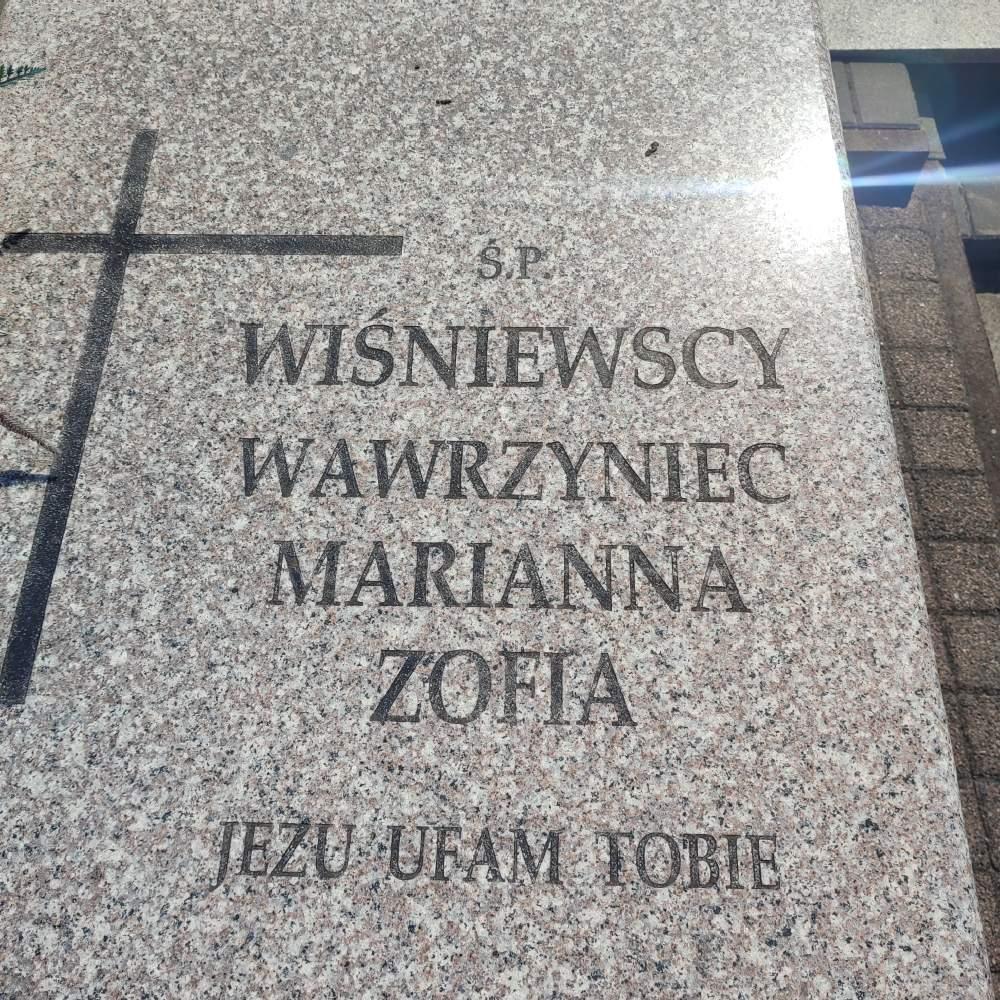 Ś.P.
WIŚNIEWSCY
WAWRZYNIEC
MARIANNA
ZOFIA
JEZU UFAM TOBIE